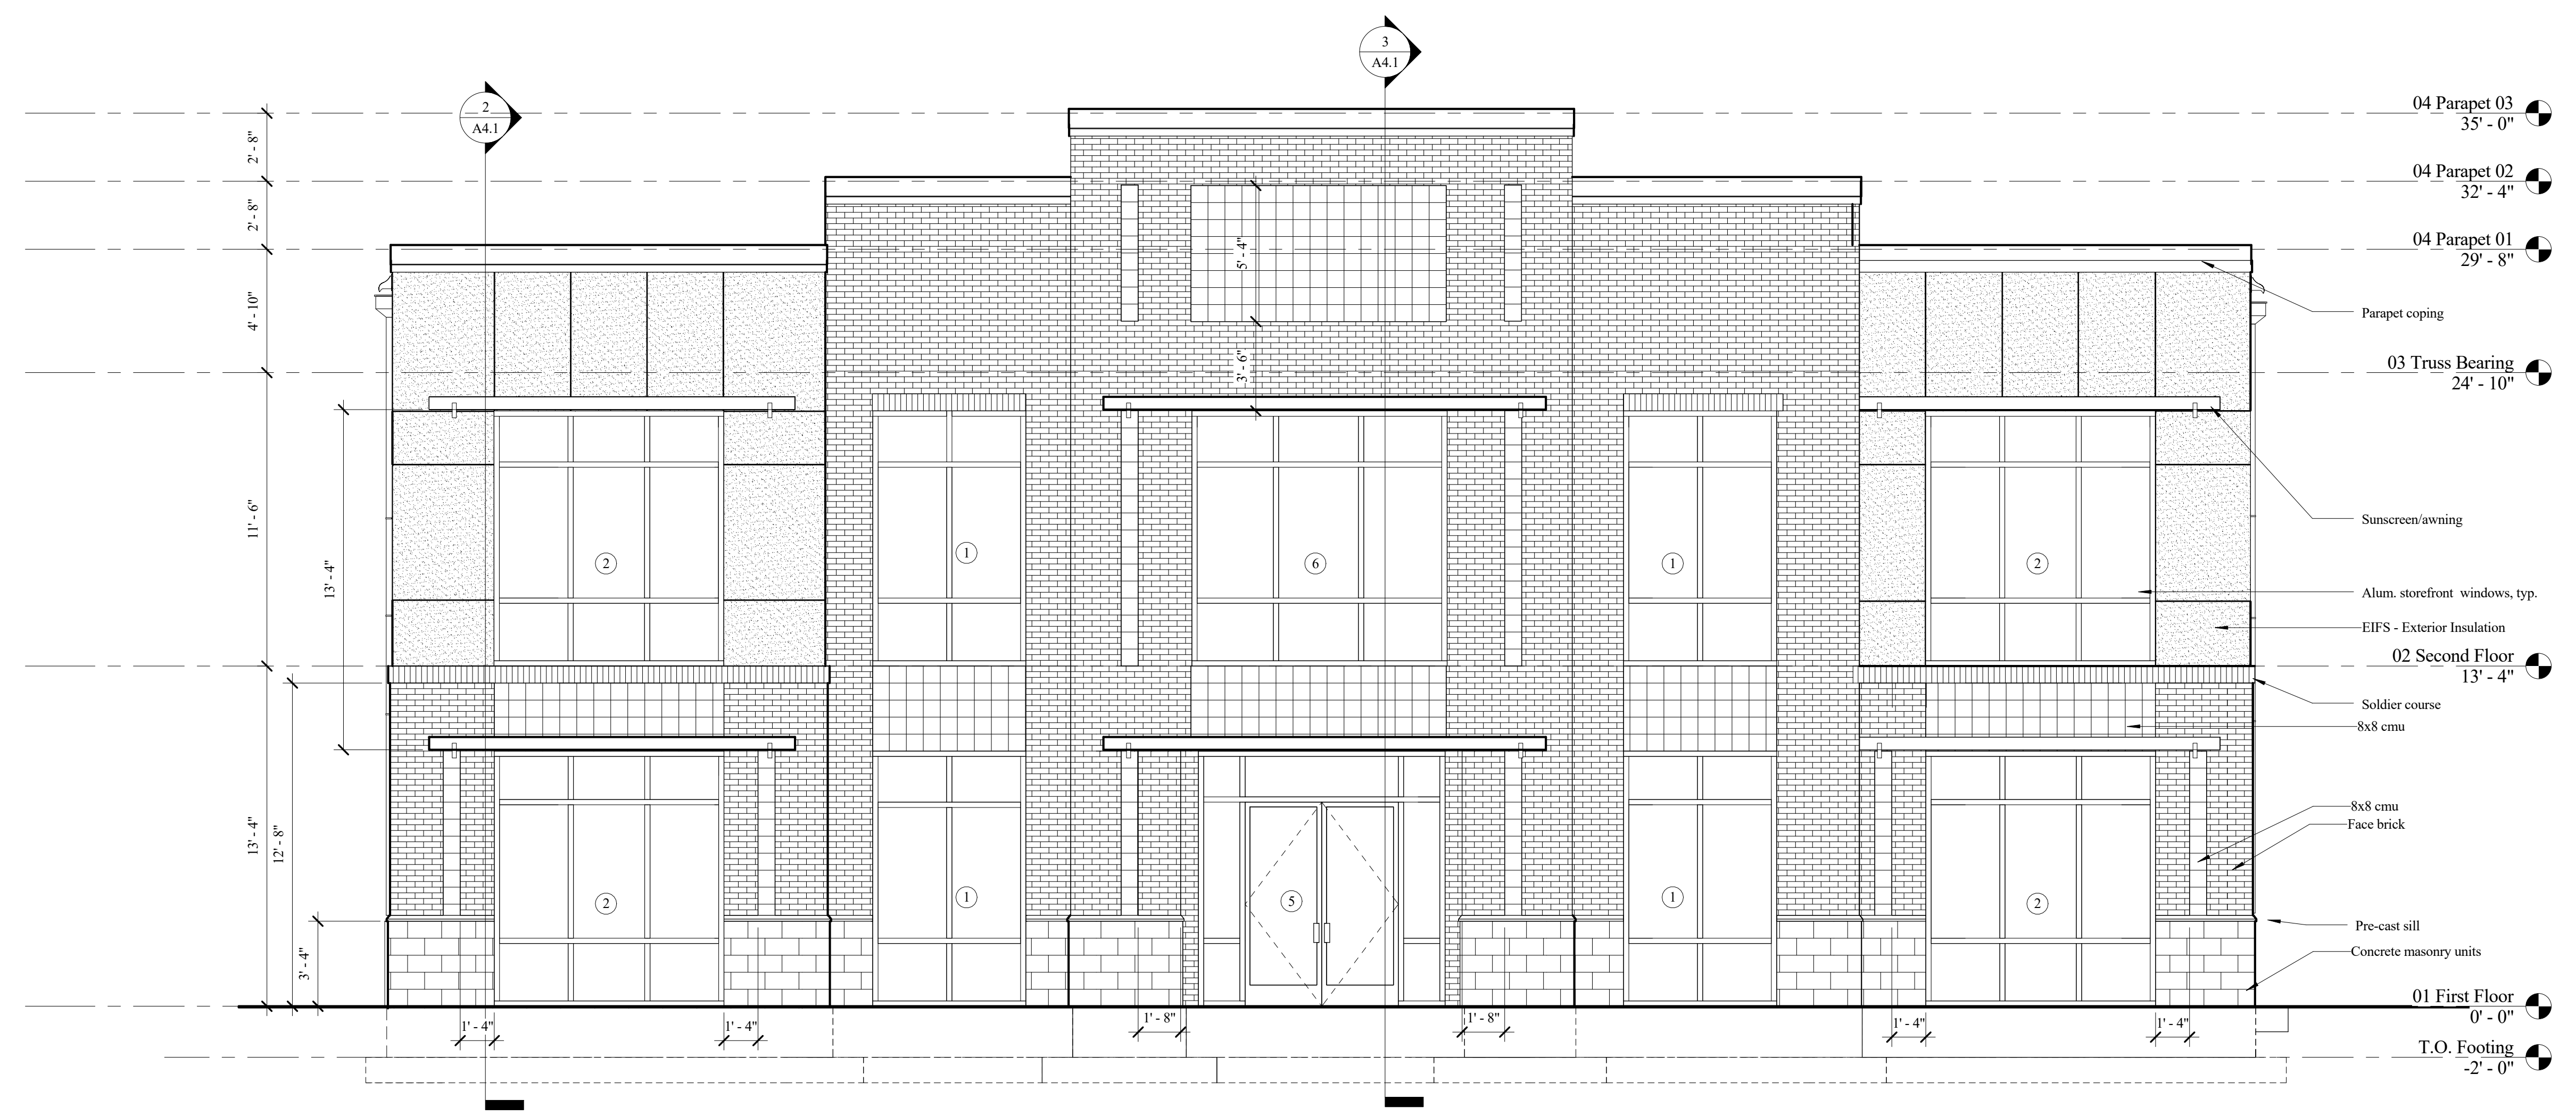 3
A4.1
2
A4.1
04 Parapet 03
35' - 0"
2' - 8"
04 Parapet 02
32' - 4"
2' - 8"
04 Parapet 01
29' - 8"
5' - 4"
4' - 10"
Parapet coping
3' - 6"
03 Truss Bearing
24' - 10"
11' - 6"
13' - 4"
Sunscreen/awning
2
1
6
1
2
Alum. storefront windows, typ.
EIFS - Exterior Insulation
02 Second Floor
13' - 4"
Soldier course
8x8 cmu
8x8 cmu
Face brick
13' - 4"
12' - 8"
3' - 4"
2
1
5
1
2
Pre-cast sill
Concrete masonry units
01 First Floor
0' - 0"
1' - 4"
1' - 4"
1' - 8"
1' - 8"
1' - 4"
1' - 4"
T.O. Footing
-2' - 0"